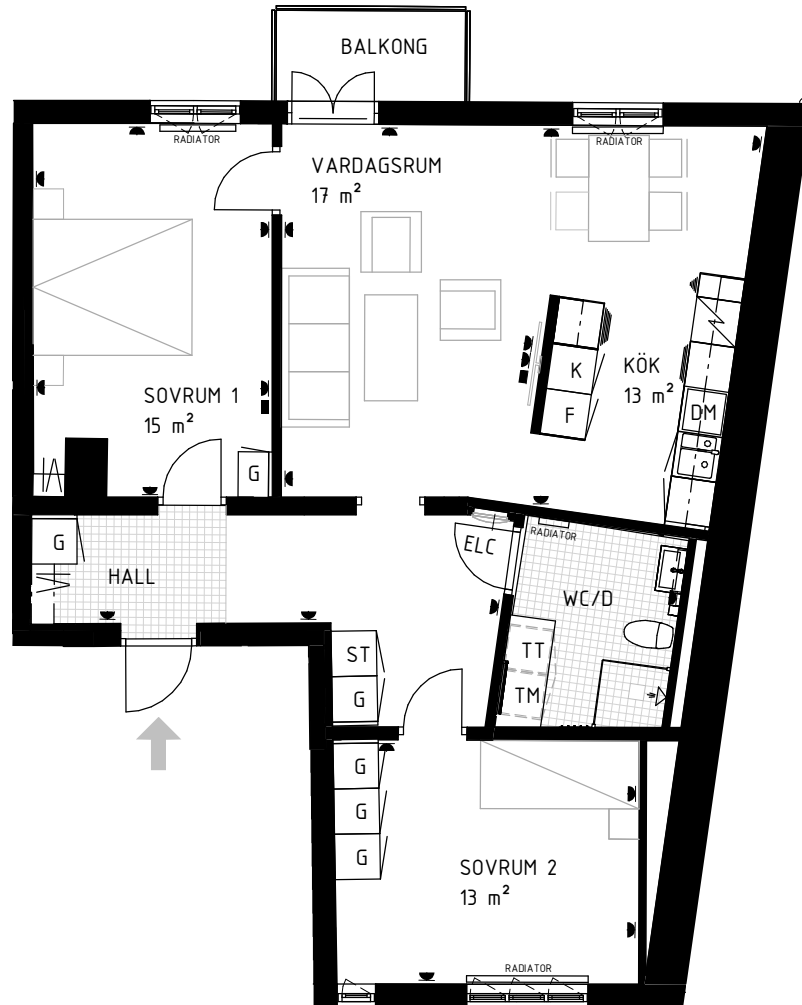 BALKONG
RADIATOR
RADIATOR
VARDAGSRUM
17 m²
SOVRUM 1
15 m²
K
F
KÖK
13 m²
DM
G
G
HALL
ELC
RADIATOR
WC/D
ST
G
TT
TM
G
G
G
SOVRUM 2
13 m²
RADIATOR